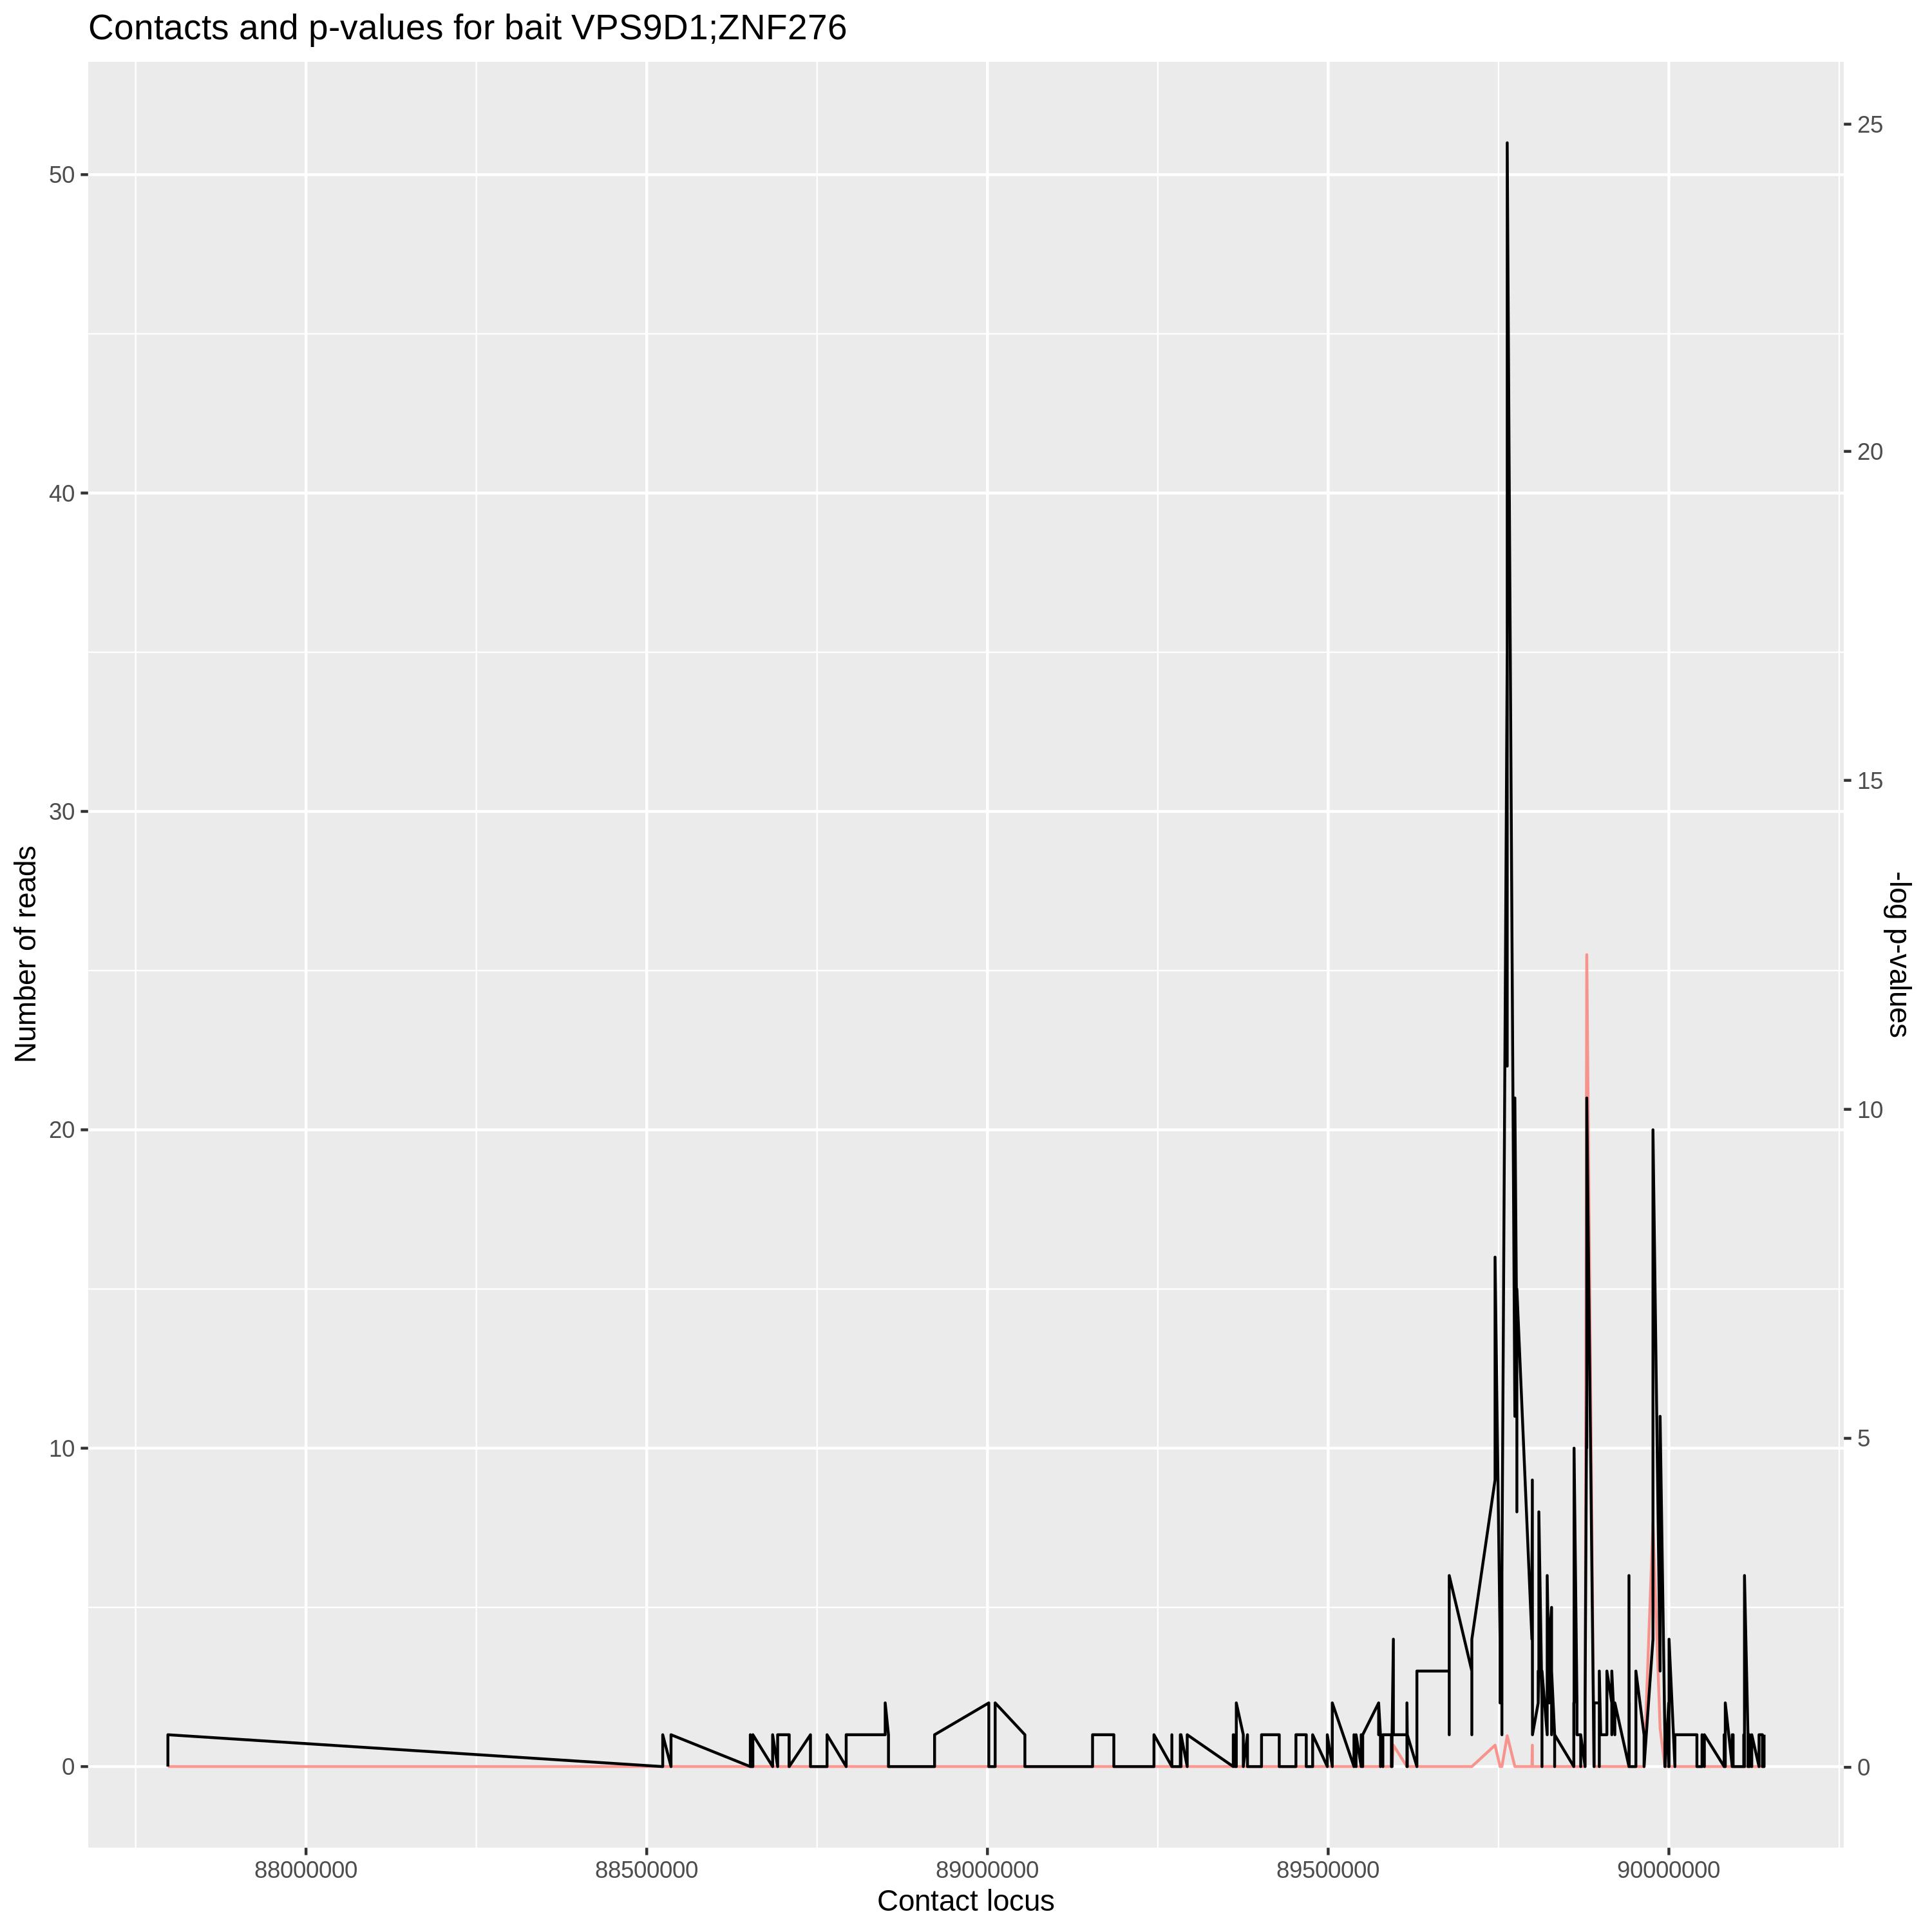 Contacts and p-values for bait VPS9D1;ZNF276
50
40
30
20
10
0
Number of reads
25
20
15
10
5
0
-log p-values
88000000 88500000 89000000 89500000 90000000
Contact locus